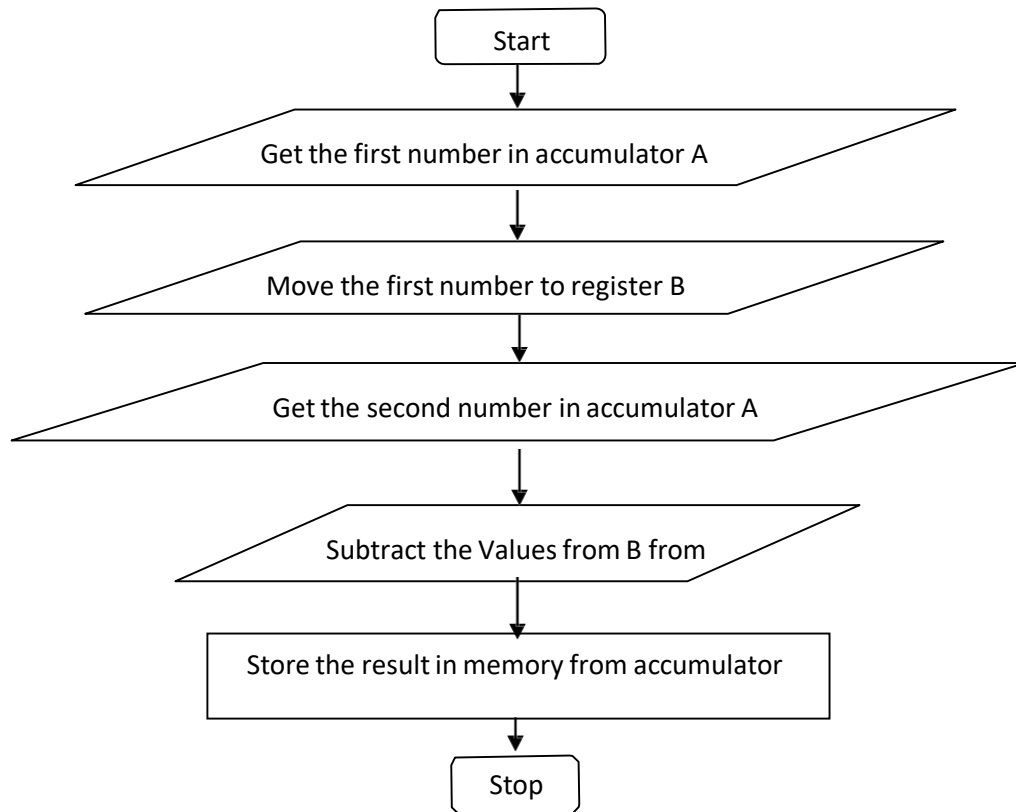 Start
Get the first number in accumulator A
Move the first number to register B
Get the second number in accumulator A
Subtract the Values from B from
Store the result in memory from accumulator
Stop